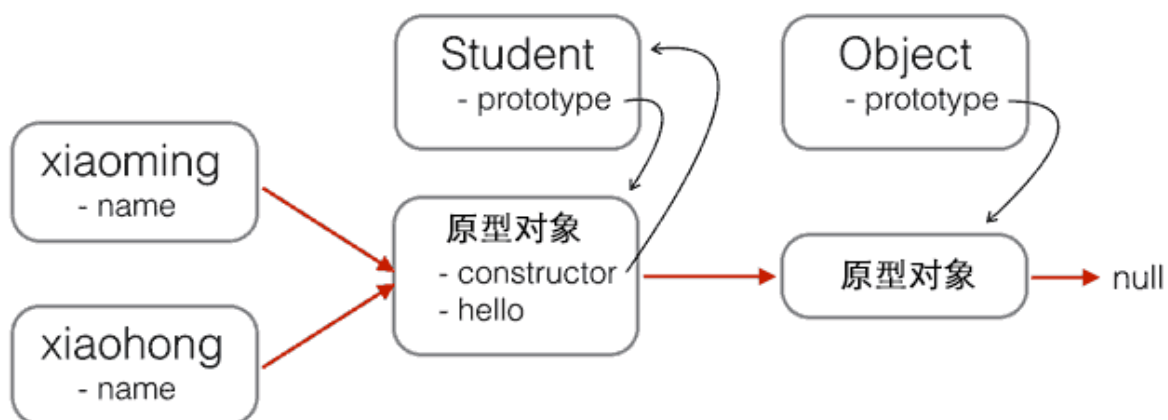 Student
- prototype
Object
- prototype
xiaoming
- name
原型对象
- constructor
- hello
原型对象
null
xiaohong
- name